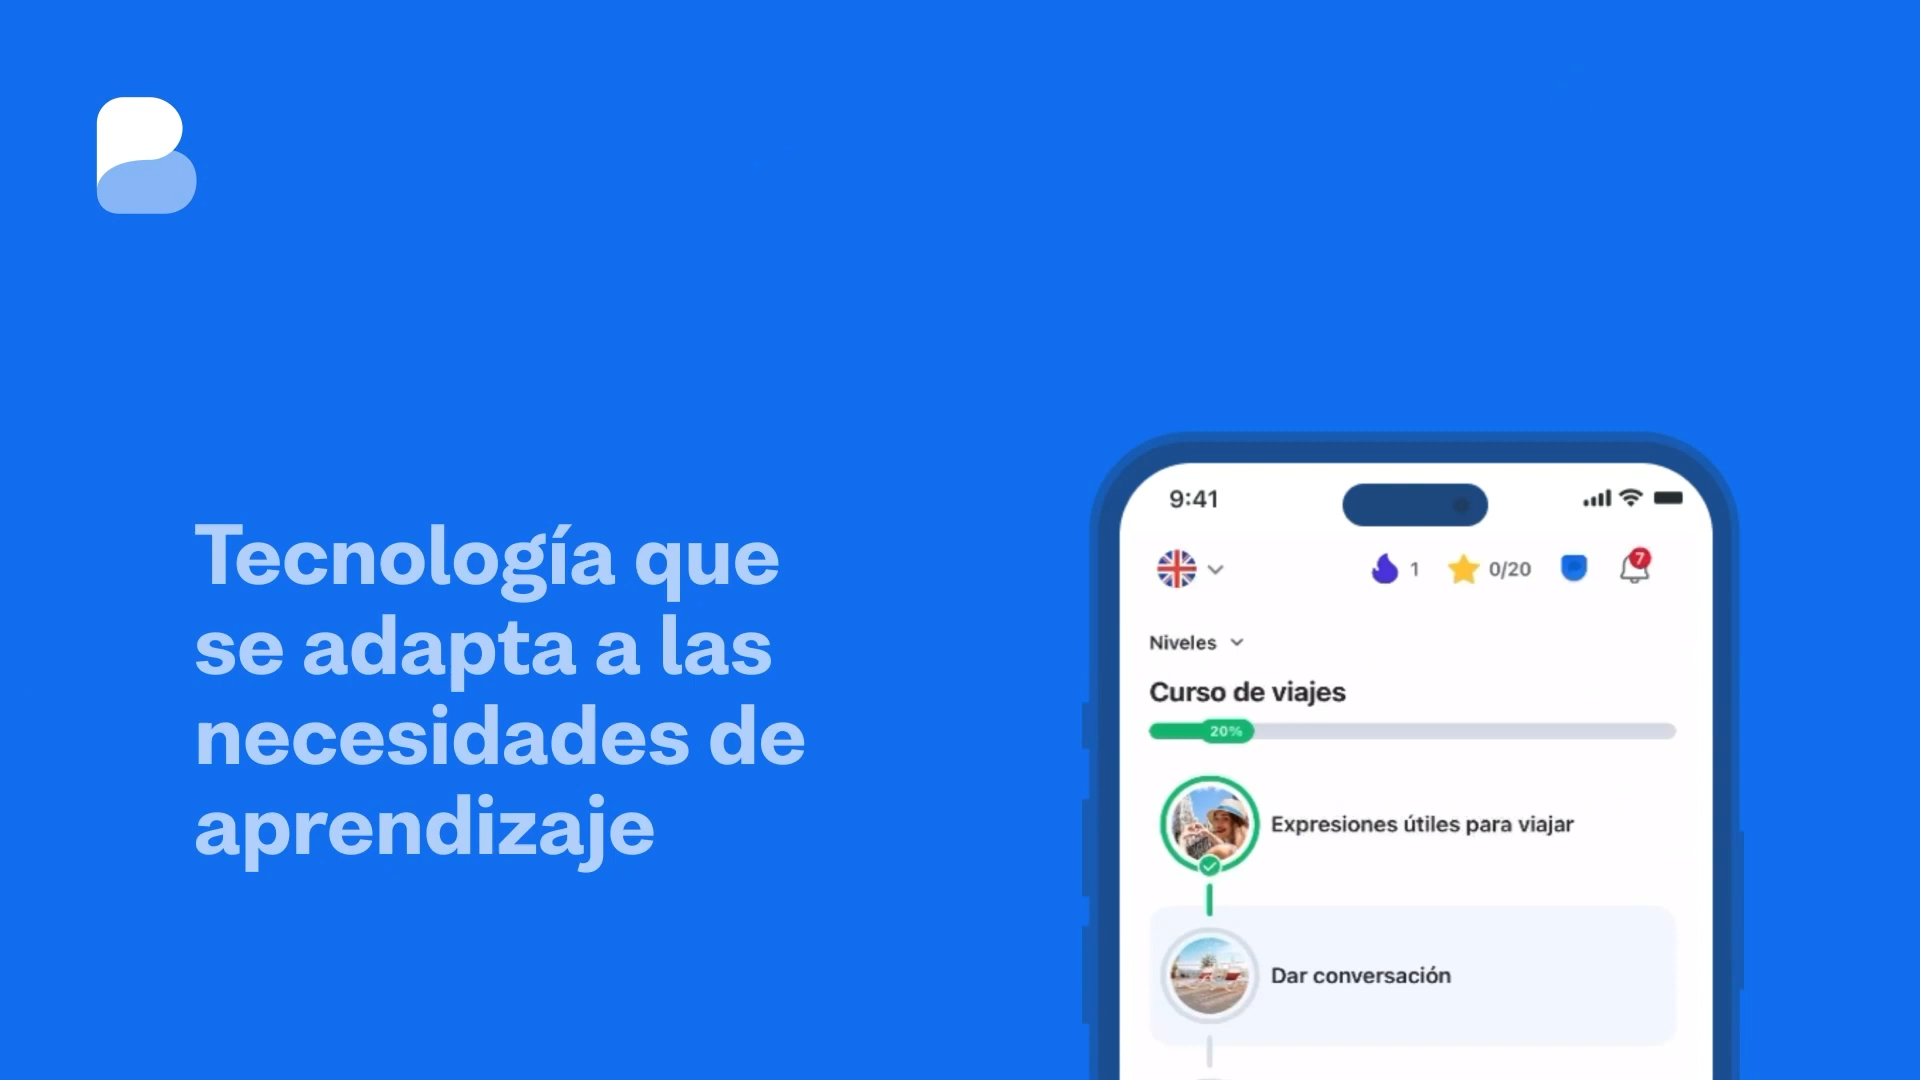 Tecnología que
se adapta a las
necesidades de
aprendizaje
9:41
1
0/20
7
Niveles
Curso de viajes
20%
Expresiones útiles para viajar
Dar conversación